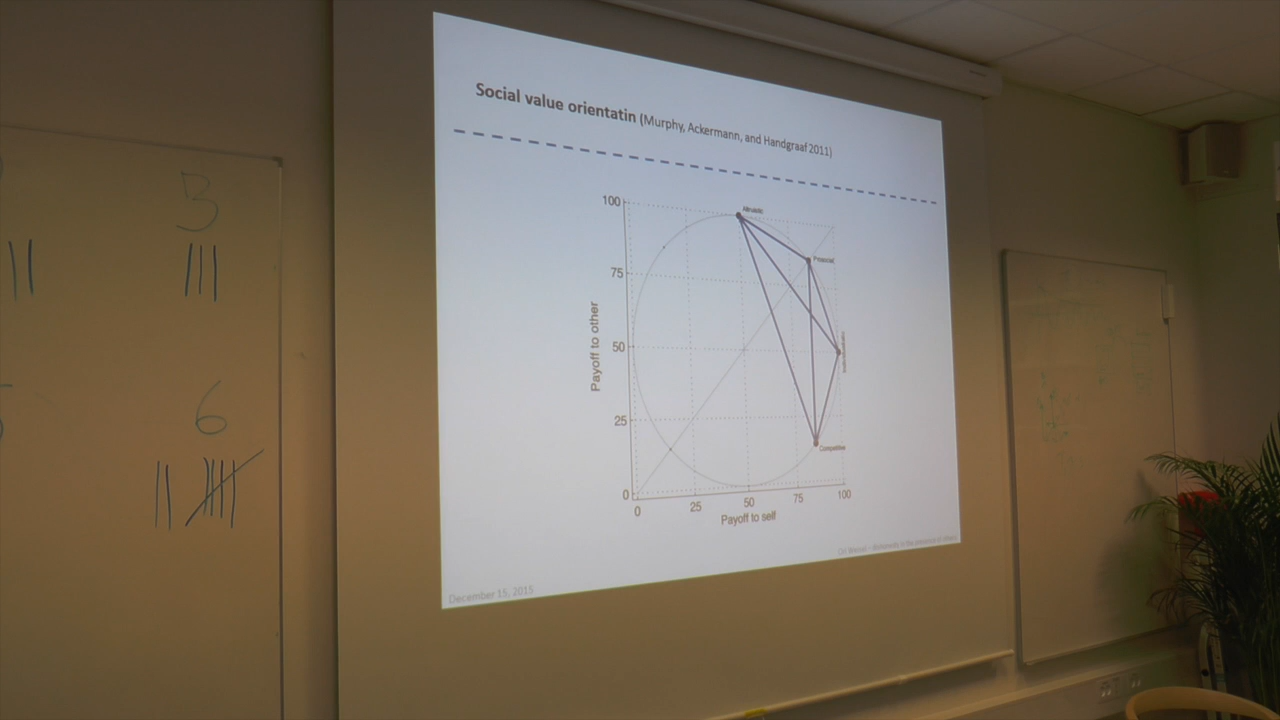 3
6
Social value orientatin (Murphy, Ackermann, and Handgraaf 2011)
Altruistic
100
Prosocial
75
Payoff to other
50
Individualistic
25
Competitive
0
0 25 50 75 100
Payoff to self
December 15, 2015